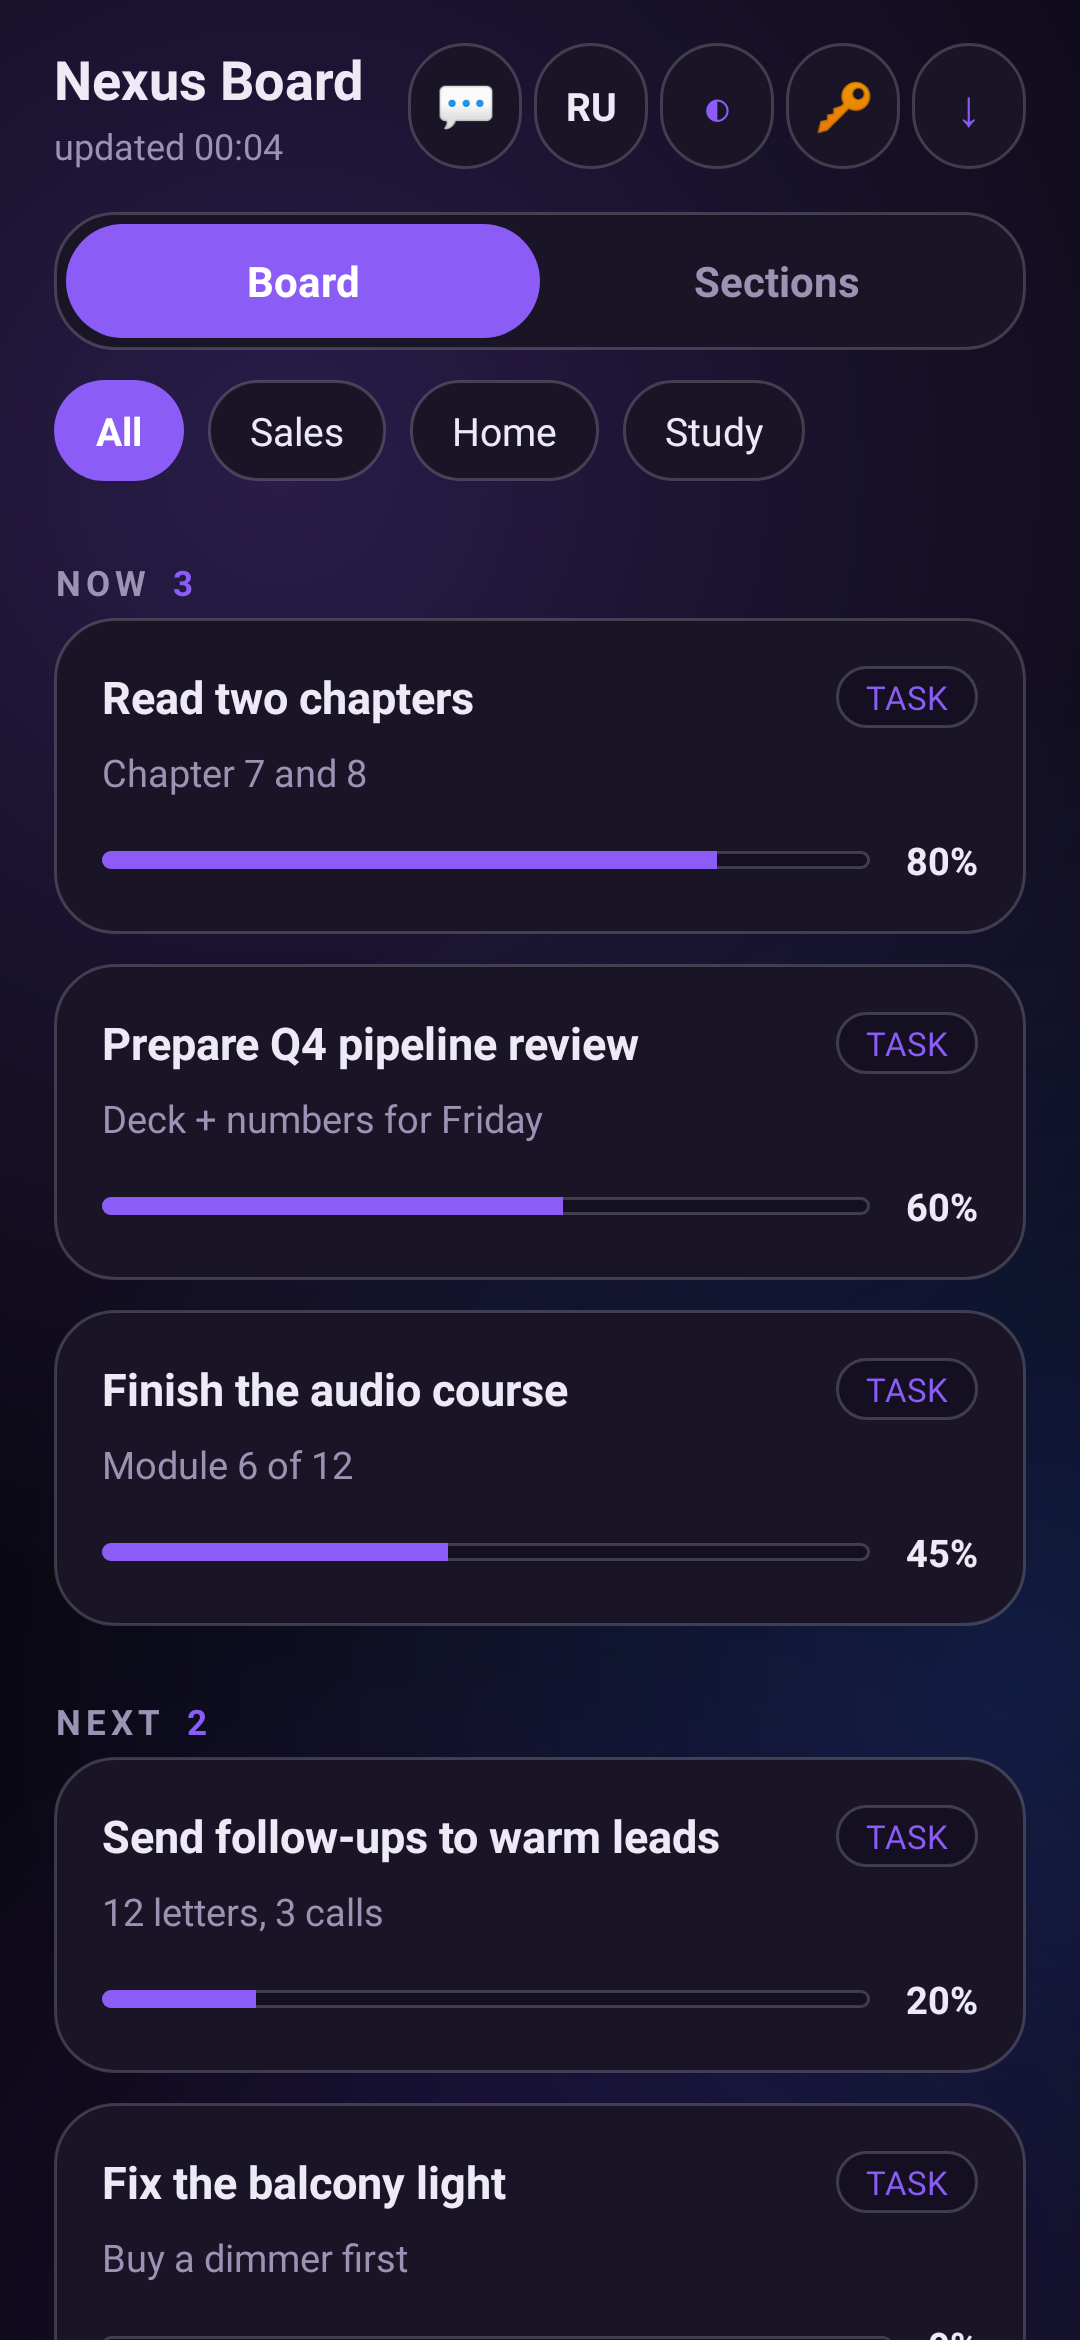 Nexus Board
updated 00:04
RU
Board
Sections
All
Sales
Home
Study
NOW 3
Read two chapters
TASK
Chapter 7 and 8
80%
Prepare Q4 pipeline review
TASK
Deck + numbers for Friday
60%
Finish the audio course
TASK
Module 6 of 12
45%
NEXT 2
Send follow-ups to warm leads
TASK
12 letters, 3 calls
20%
Fix the balcony light
TASK
Buy a dimmer first